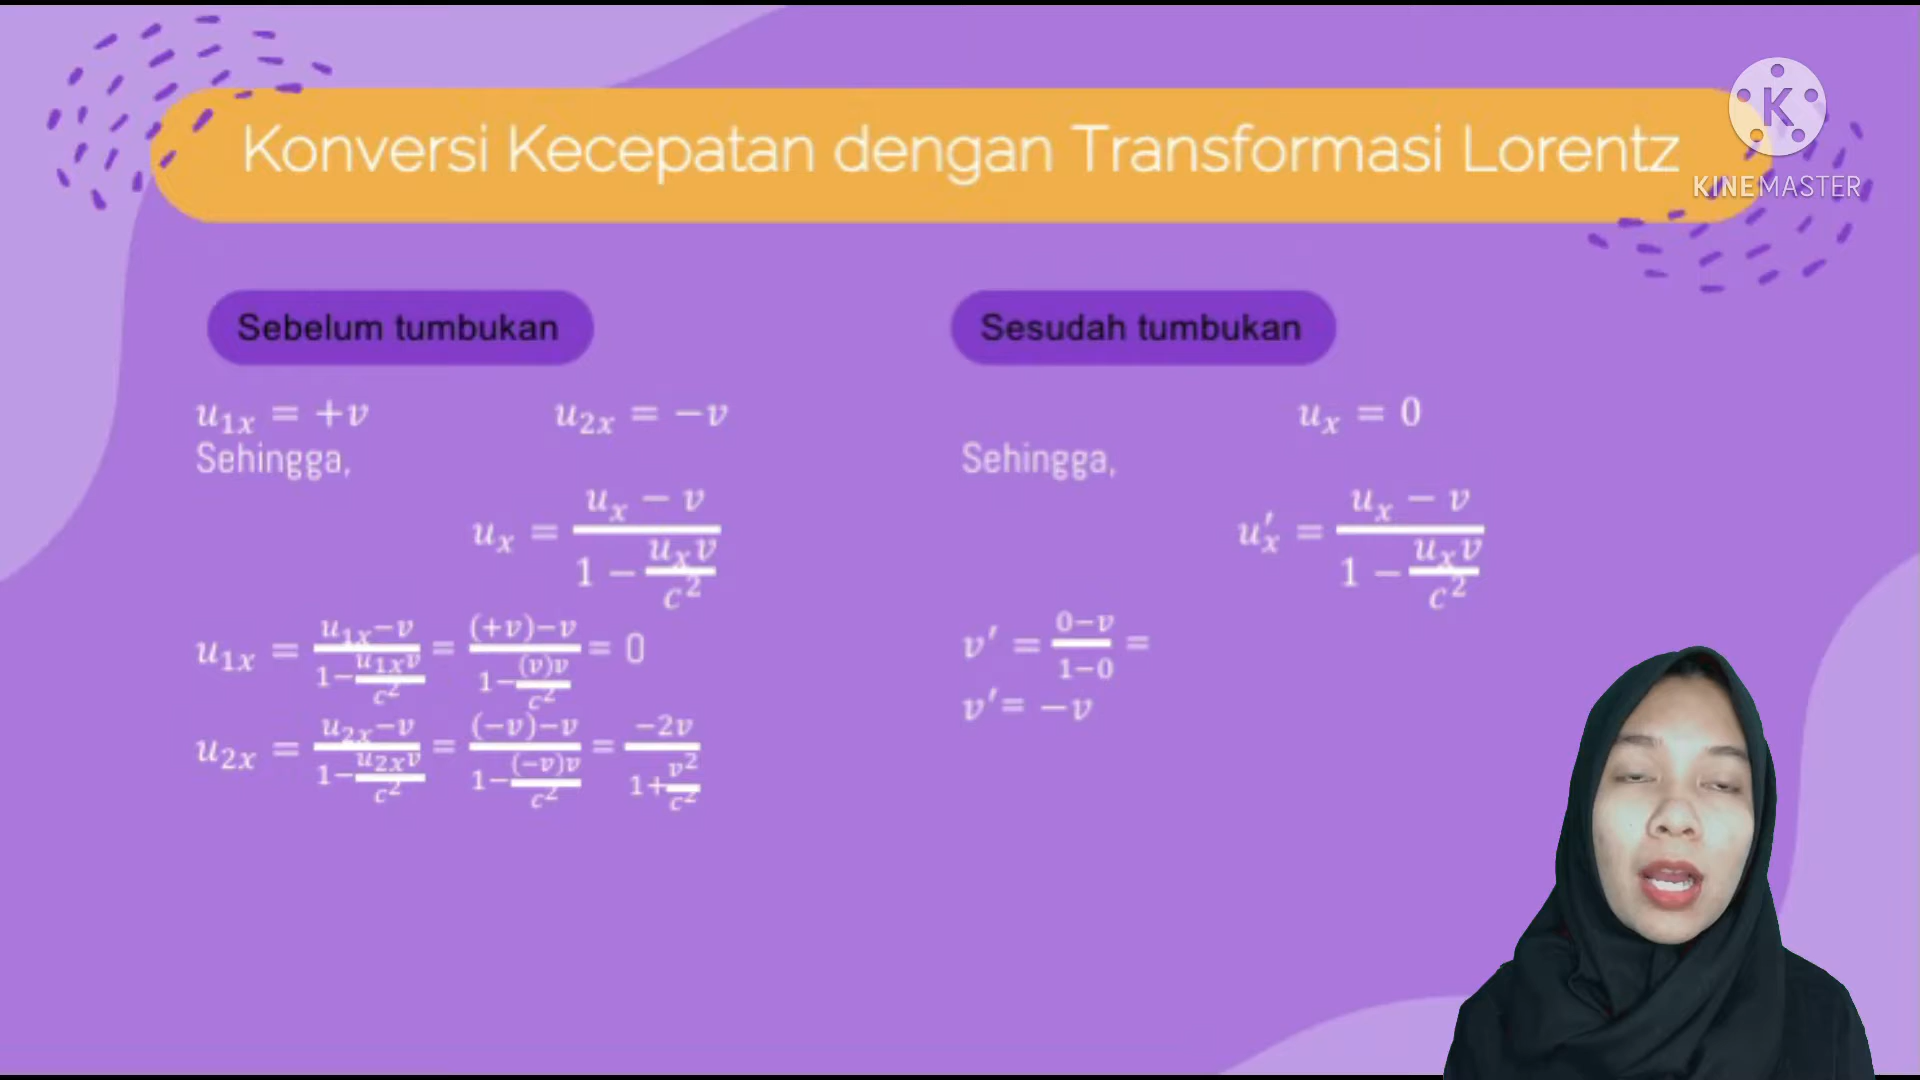 Konversi Kecepatan dengan Transformasi Lorentz
K
KINEMASTER
Sebelum tumbukan
u₁ₓ = +v u₂ₓ = −v
Sehingga,
uₓ = (uₓ − v) / (1 − uₓv/c²)
u₁ₓ = (u₁ₓ−v) / (1−u₁ₓv/c²) = ((+v)−v) / (1−(v)v/c²) = 0
u₂ₓ = (u₂ₓ−v) / (1−u₂ₓv/c²) = ((−v)−v) / (1−(−v)v/c²) = −2v / (1+v²/c²)
Sesudah tumbukan
uₓ = 0
Sehingga,
u′ₓ = (uₓ − v) / (1 − uₓv/c²)
v′ = (0−v) / (1−0) =
v′= −v